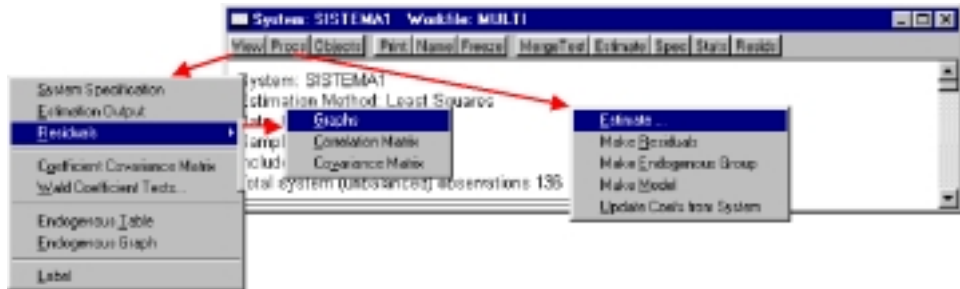 System: SISTEMA1 Workfile: MULTI
View Procs Objects Print Name Freeze MergeText Estimate Spec Stats Resids
System: SISTEMA1
Estimation Method: Least Squares
Total system (unbalanced) observations 136
System Specification
Estimation Output
Residuals
Coefficient Covariance Matrix
Wald Coefficient Tests...
Endogenous Table
Endogenous Graph
Label
Graphs
Correlation Matrix
Covariance Matrix
Estimate ...
Make Residuals
Make Endogenous Group
Make Model
Update Coefs from System